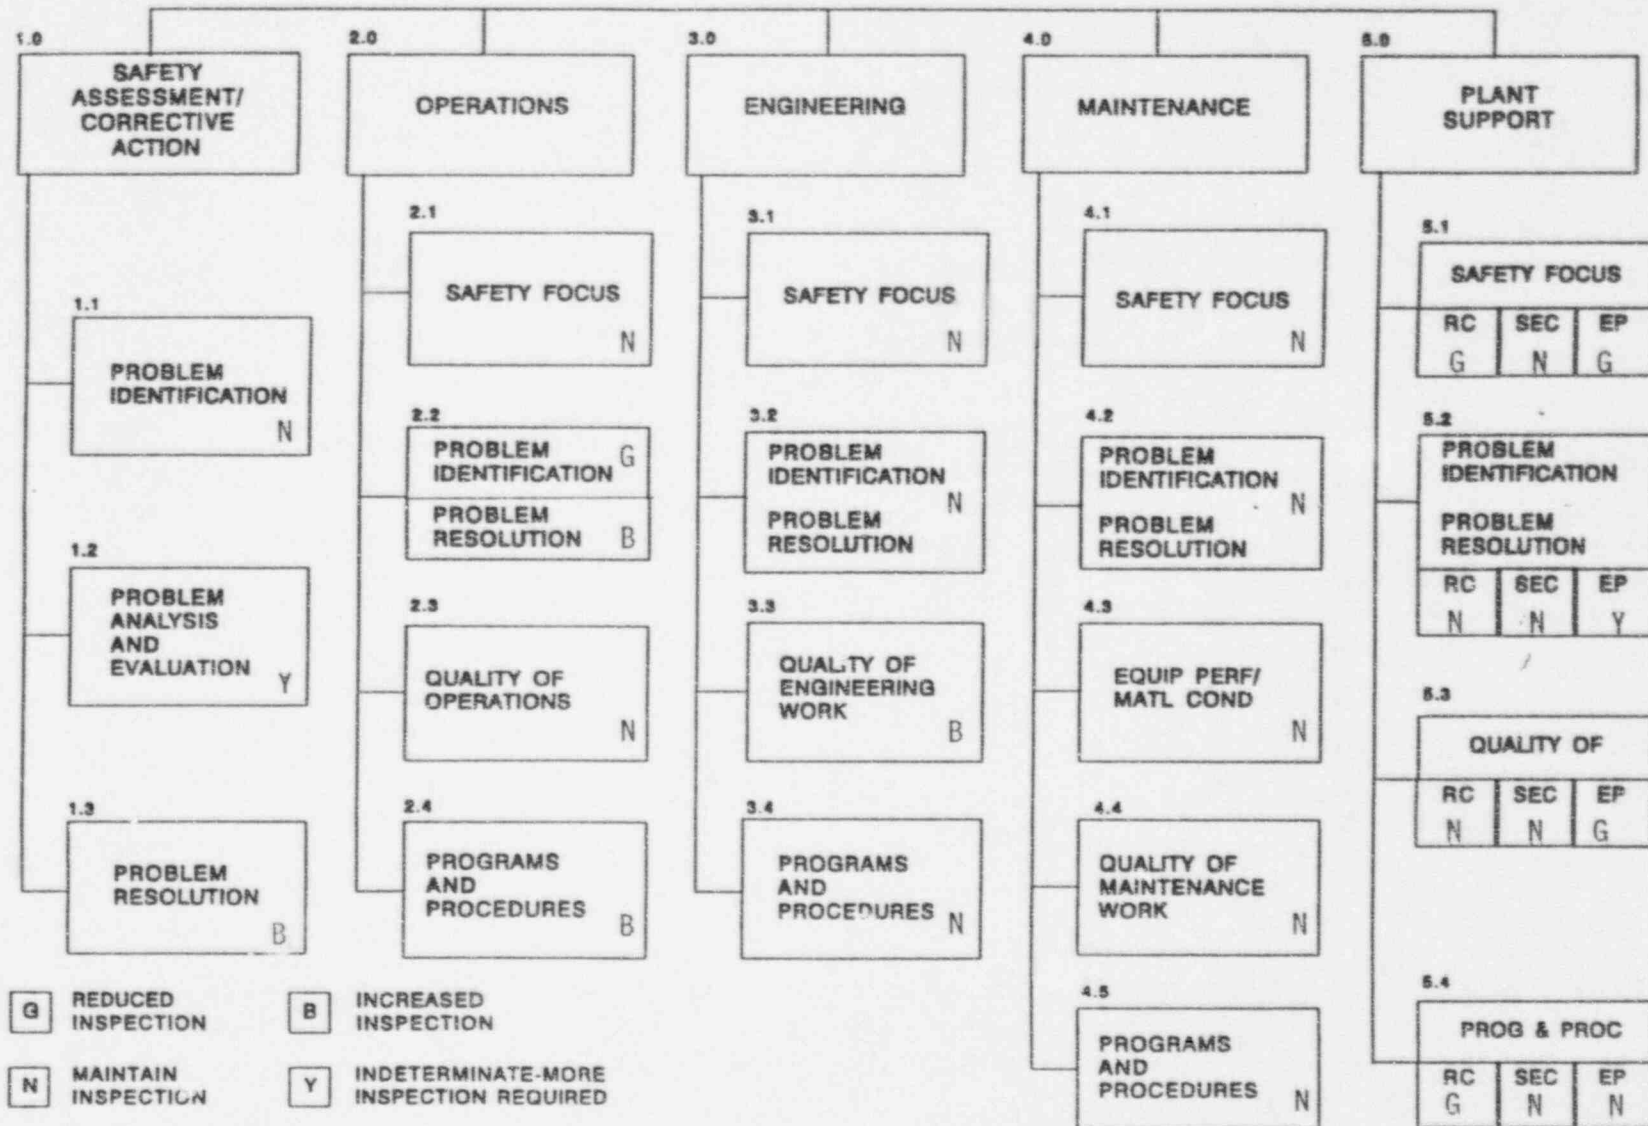 1.0
SAFETY
ASSESSMENT/
CORRECTIVE
ACTION
1.1
PROBLEM
IDENTIFICATION
N
1.2
PROBLEM
ANALYSIS
AND
EVALUATION
Y
1.3
PROBLEM
RESOLUTION
B
2.0
OPERATIONS
2.1
SAFETY FOCUS
N
2.2
PROBLEM
IDENTIFICATION G
PROBLEM
RESOLUTION B
2.3
QUALITY OF
OPERATIONS
N
2.4
PROGRAMS
AND
PROCEDURES B
3.0
ENGINEERING
3.1
SAFETY FOCUS
N
3.2
PROBLEM
IDENTIFICATION
N
PROBLEM
RESOLUTION
3.3
QUALITY OF
ENGINEERING
WORK
B
3.4
PROGRAMS
AND
PROCEDURES N
4.0
MAINTENANCE
4.1
SAFETY FOCUS
N
4.2
PROBLEM
IDENTIFICATION
N
PROBLEM
RESOLUTION
4.3
EQUIP PERF/
MATL COND
N
4.4
QUALITY OF
MAINTENANCE
WORK N
4.5
PROGRAMS
AND
PROCEDURES N
5.0
PLANT
SUPPORT
5.1
SAFETY FOCUS
RC SEC EP
G N G
5.2
PROBLEM
IDENTIFICATION
PROBLEM
RESOLUTION
RC SEC EP
N N Y
5.3
QUALITY OF
RC SEC EP
N N G
5.4
PROG & PROC
RC SEC EP
G N N
G REDUCED
INSPECTION
B INCREASED
INSPECTION
N MAINTAIN
INSPECTION
Y INDETERMINATE-MORE
INSPECTION REQUIRED